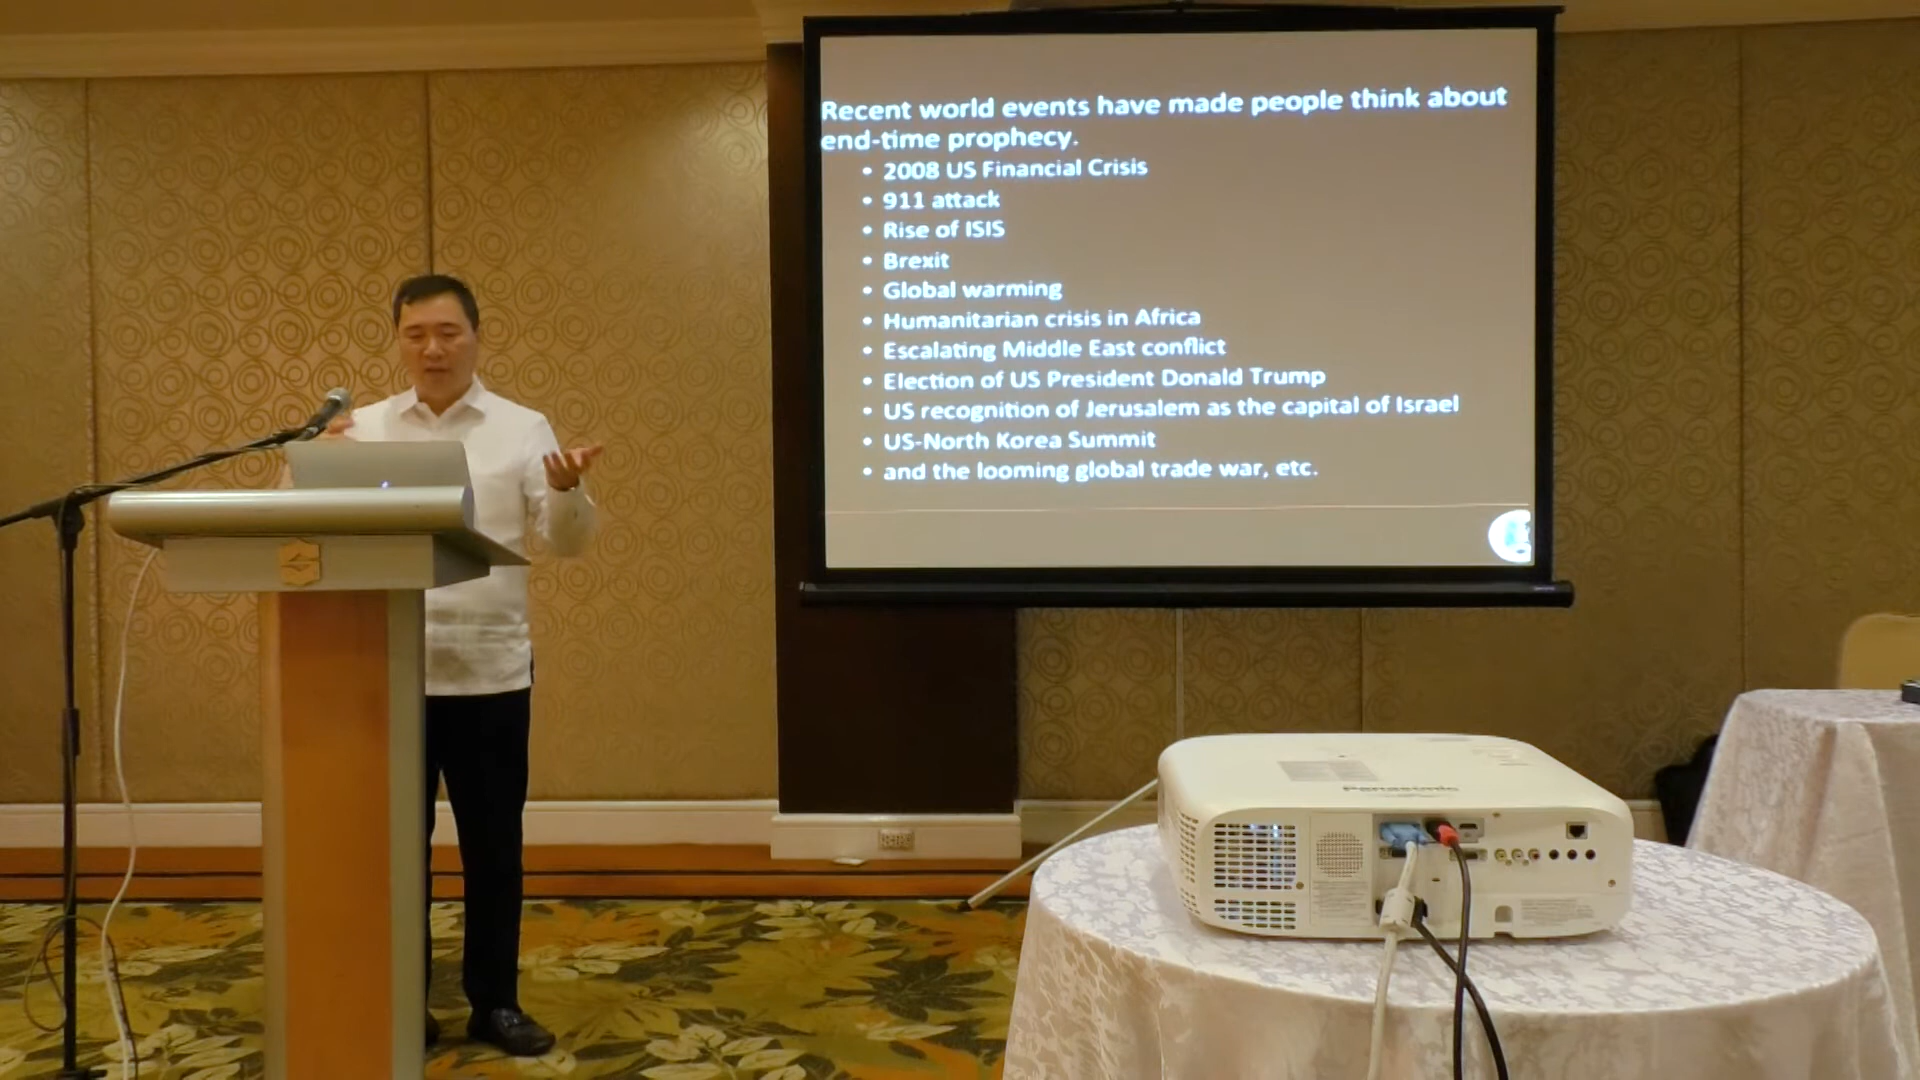 Recent world events have made people think about
end-time prophecy.
• 2008 US Financial Crisis
• 911 attack
• Rise of ISIS
• Brexit
• Global warming
• Humanitarian crisis in Africa
• Escalating Middle East conflict
• Election of US President Donald Trump
• US recognition of Jerusalem as the capital of Israel
• US-North Korea Summit
• and the looming global trade war, etc.
Panasonic